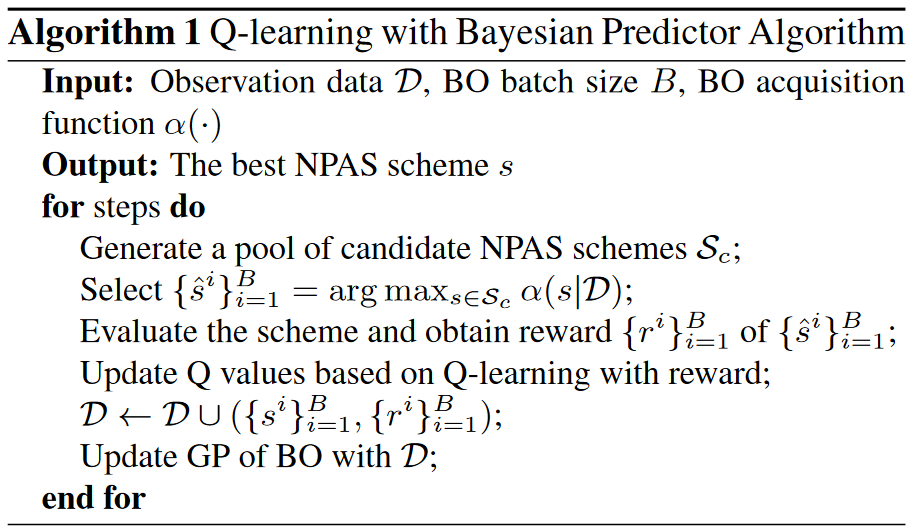 Algorithm 1 Q-learning with Bayesian Predictor Algorithm
Input: Observation data $\mathcal{D}$, BO batch size $B$, BO acquisition
function $\alpha(\cdot)$
Output: The best NPAS scheme $s$
for steps do
Generate a pool of candidate NPAS schemes $\mathcal{S}_c$;
Select $\{\hat{s}^i\}_{i=1}^B = \arg\max_{s \in \mathcal{S}_c} \alpha(s|\mathcal{D})$;
Evaluate the scheme and obtain reward $\{r^i\}_{i=1}^B$ of $\{\hat{s}^i\}_{i=1}^B$;
Update Q values based on Q-learning with reward;
$\mathcal{D} \leftarrow \mathcal{D} \cup (\{s^i\}_{i=1}^B, \{r^i\}_{i=1}^B)$;
Update GP of BO with $\mathcal{D}$;
end for